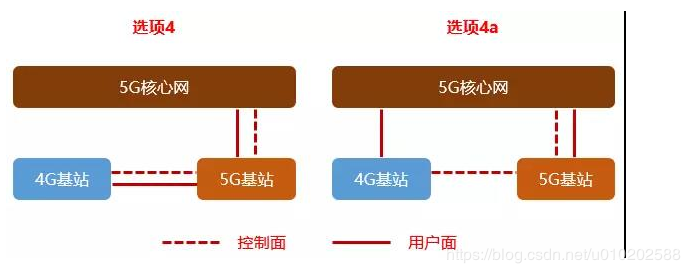 选项4
选项4a
5G核心网
5G核心网
4G基站
5G基站
4G基站
5G基站
控制面
用户面
https://blog.csdn.net/u010202588